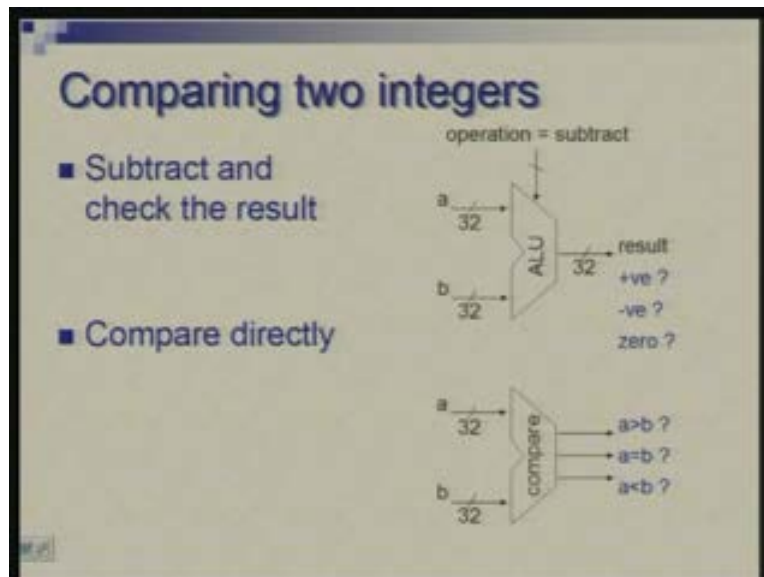 Comparing two integers
■ Subtract and
check the result
operation = subtract
a
32
b
32
ALU
32
result
+ve ?
-ve ?
zero ?
■ Compare directly
a
32
b
32
compare
a>b ?
a=b ?
a<b ?